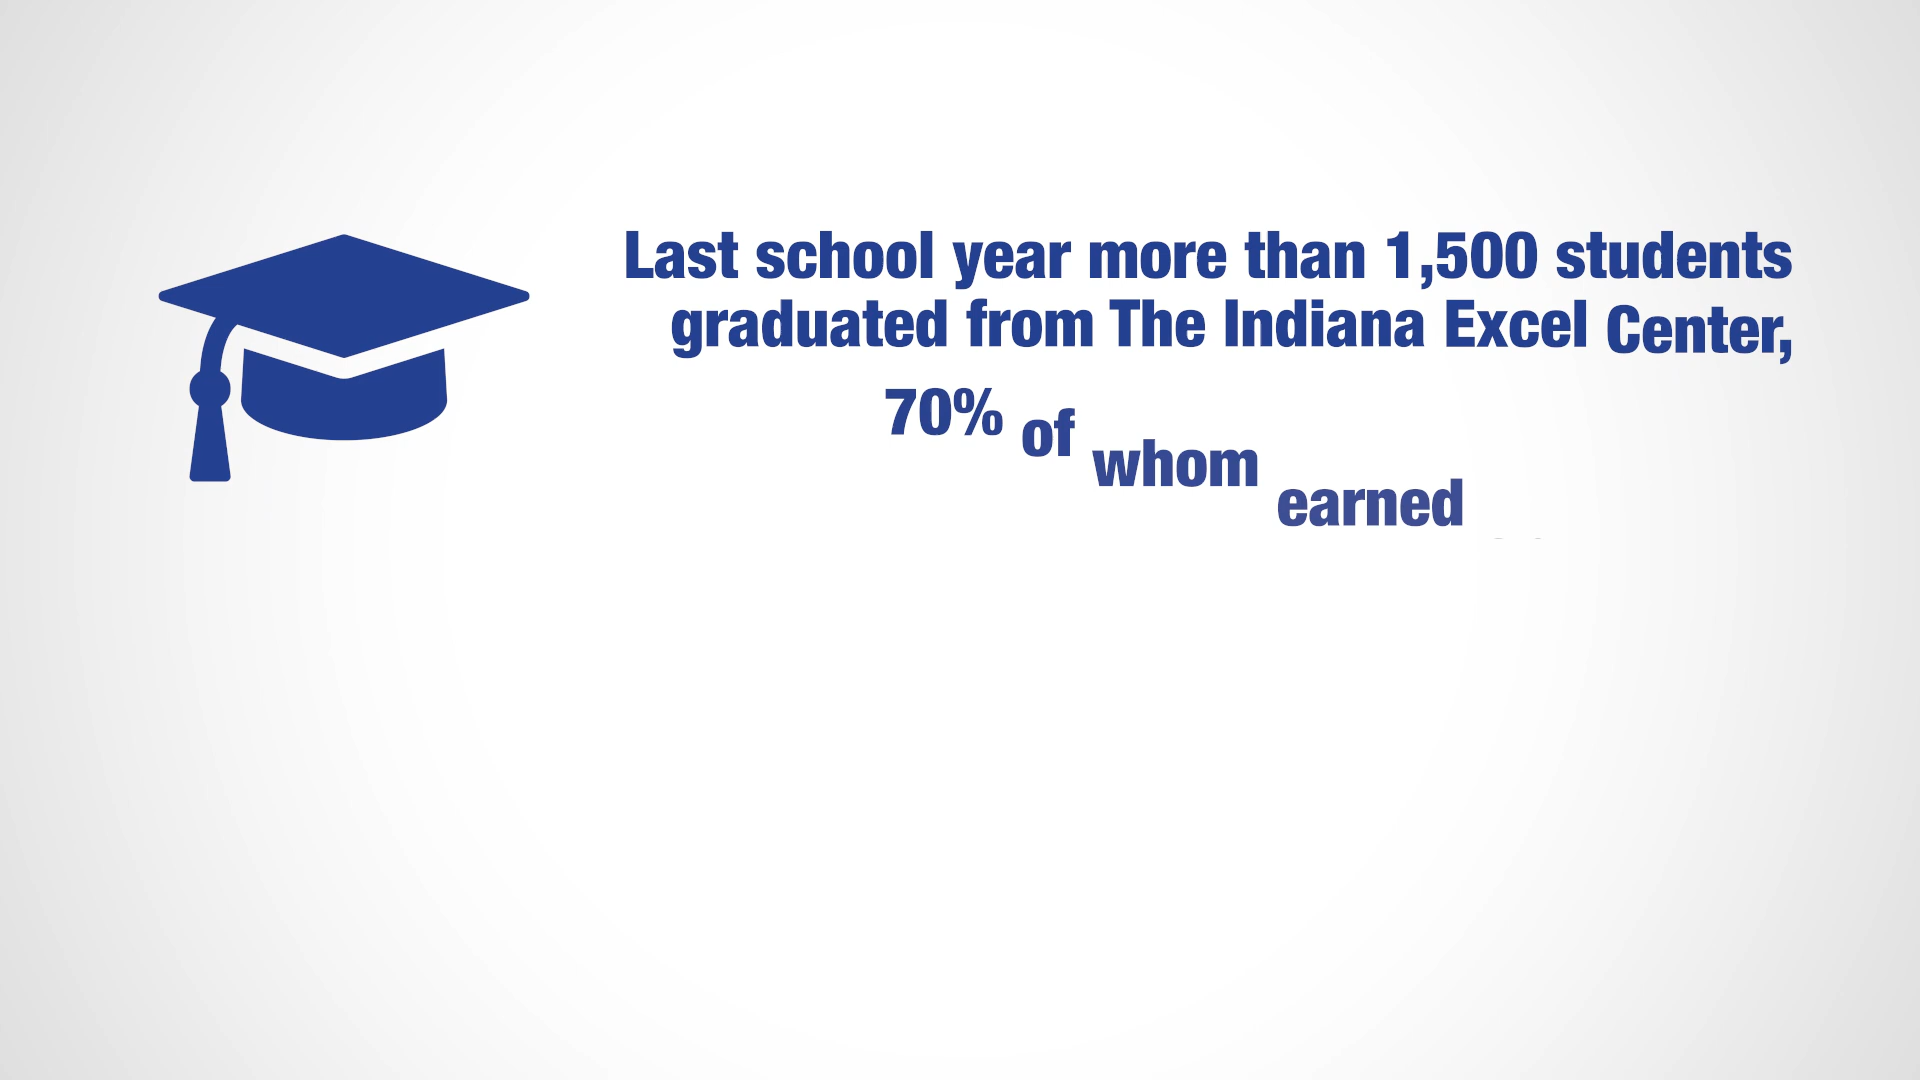 Last school year more than 1,500 students
graduated from The Indiana Excel Center,
70% of whom earned